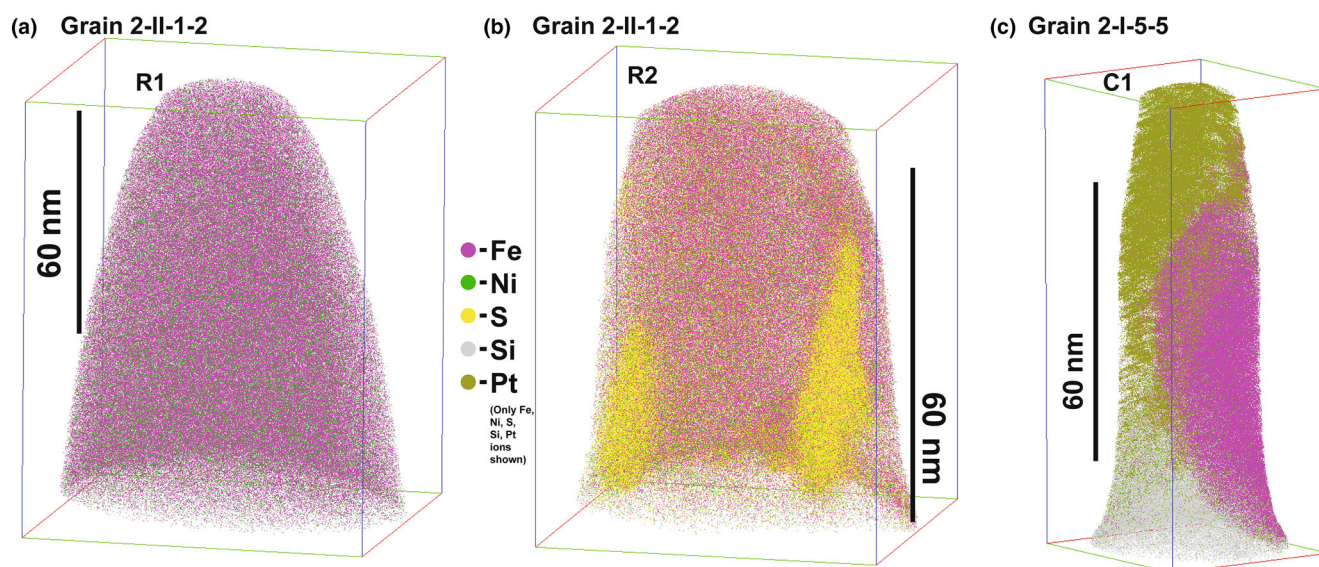 (a) Grain 2-II-1-2
R1
60 nm
(b) Grain 2-II-1-2
R2
60 nm
-Fe
-Ni
-S
-Si
-Pt
(Only Fe,
Ni, S,
Si, Pt
ions
shown)
(c) Grain 2-I-5-5
C1
60 nm